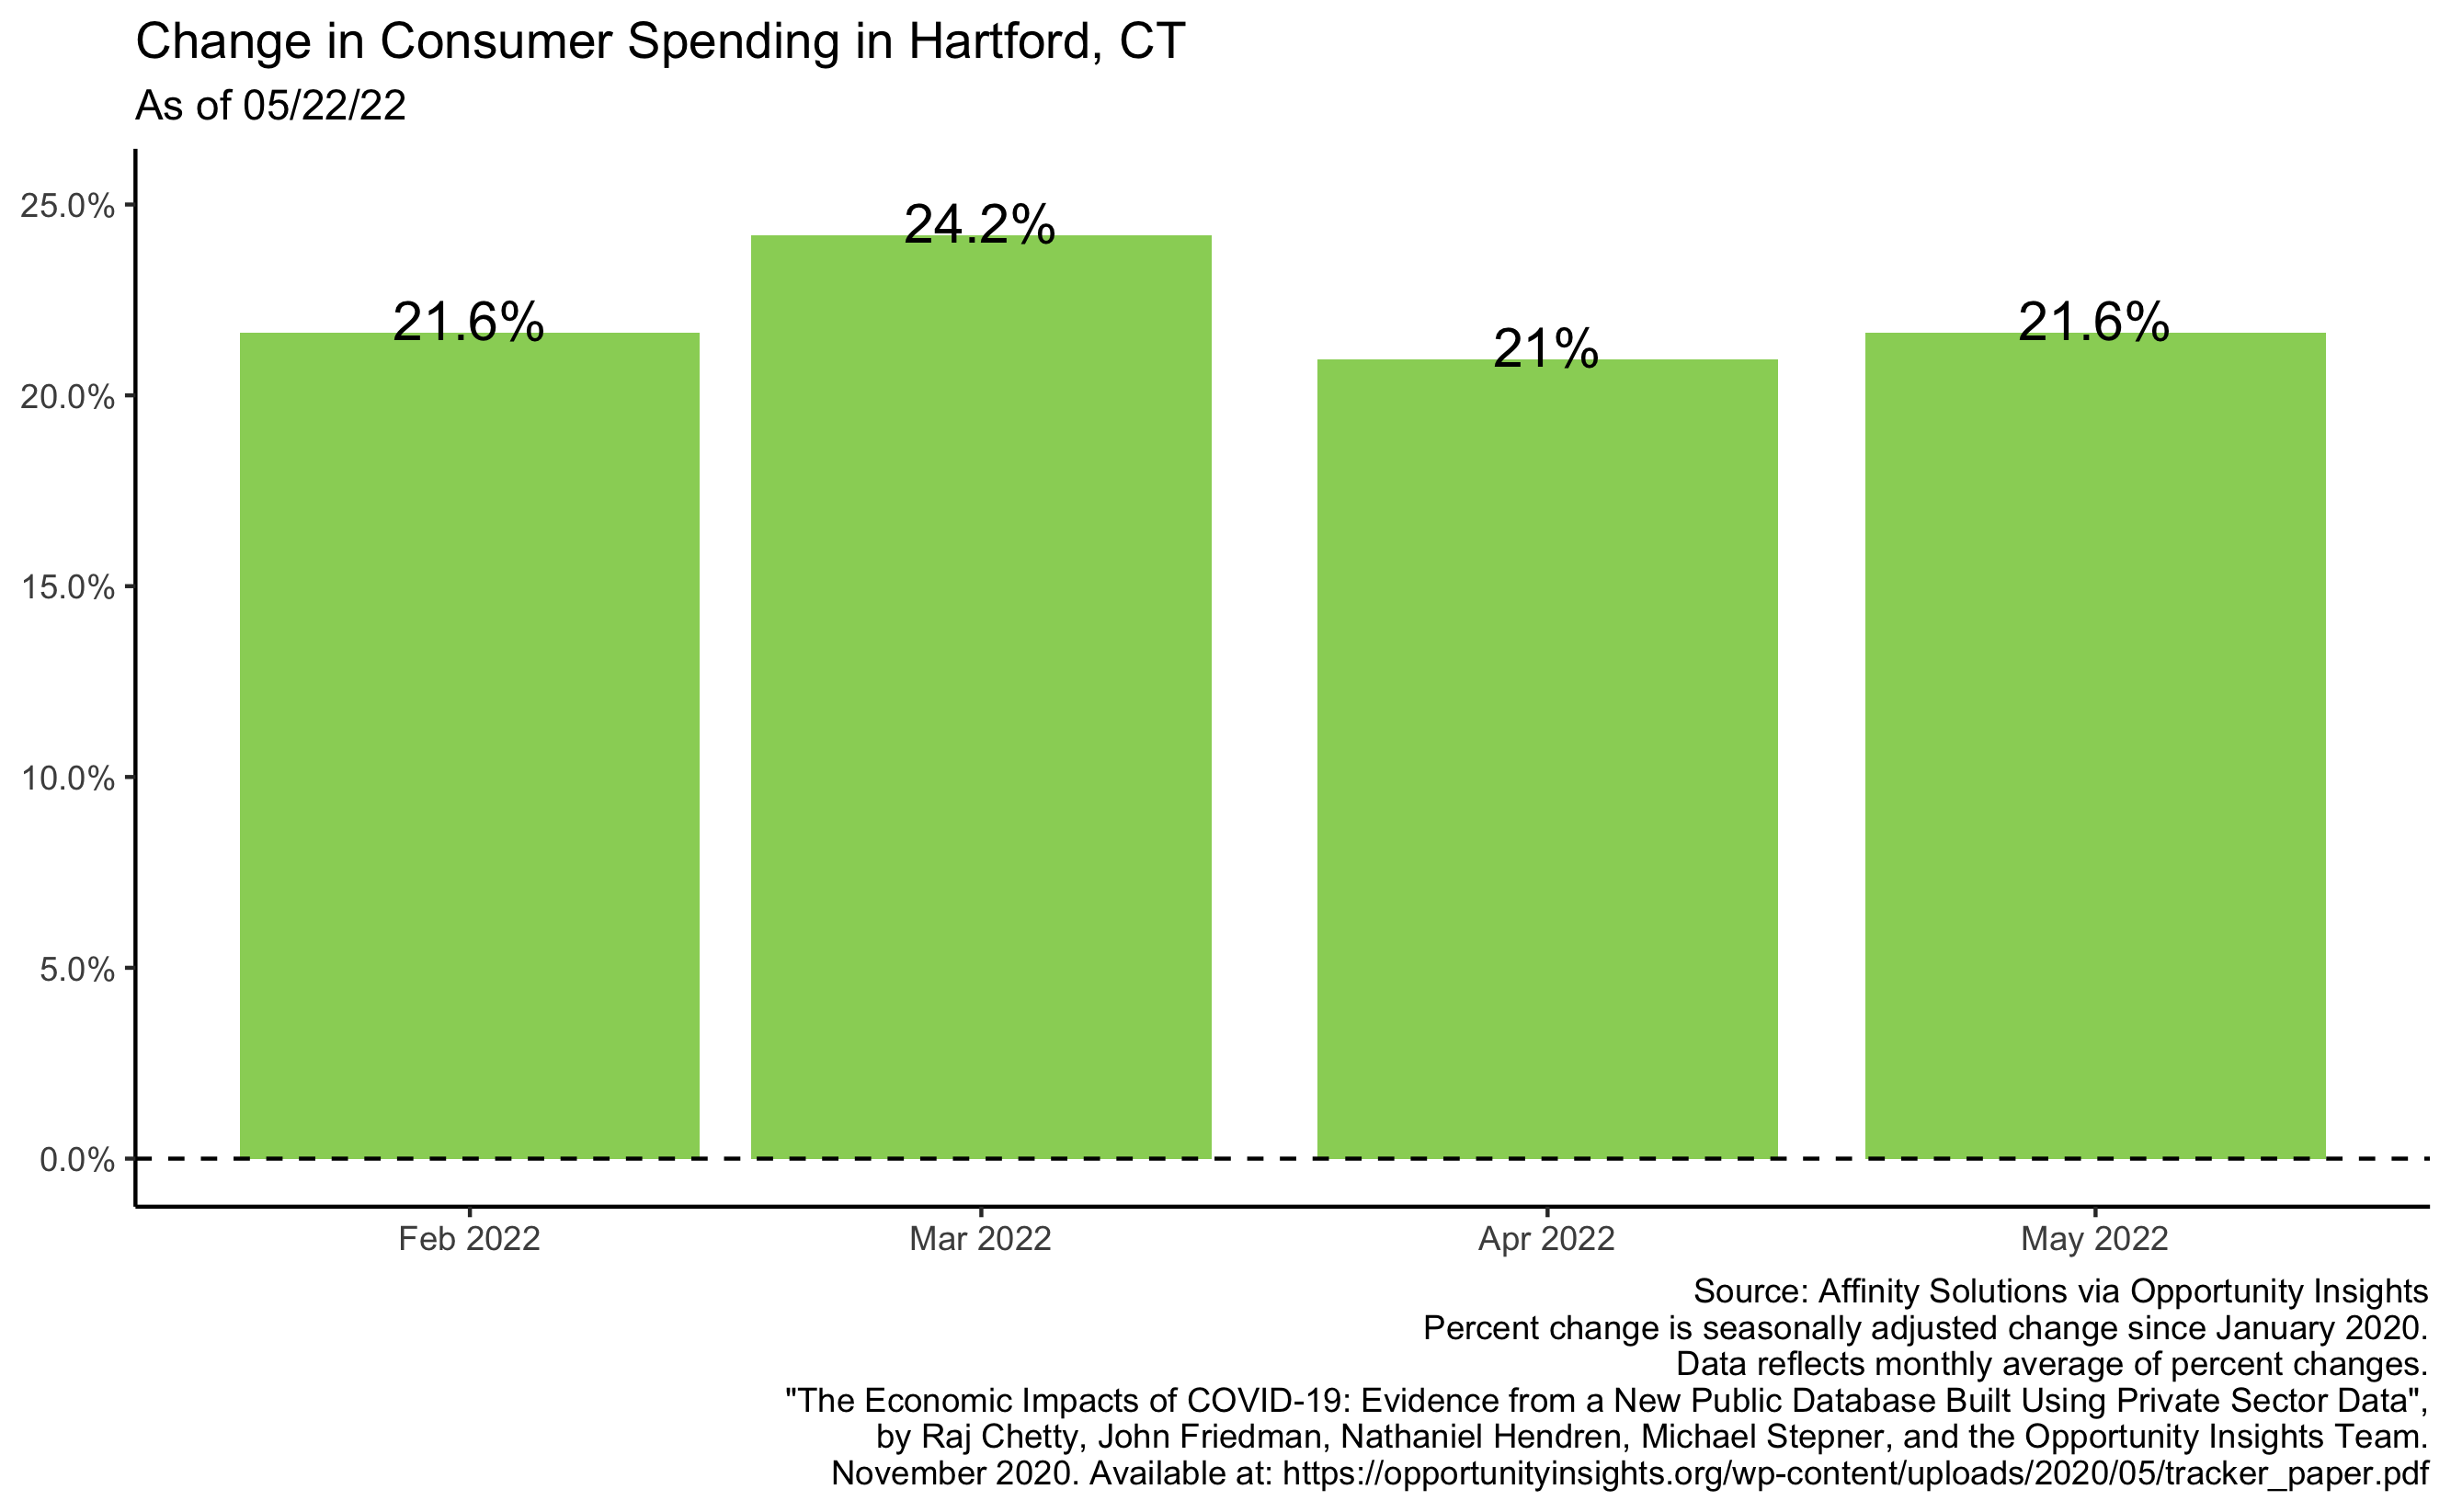 Change in Consumer Spending in Hartford, CT
As of 05/22/22
25.0%
20.0%
15.0%
10.0%
5.0%
0.0%
21.6%
24.2%
21%
21.6%
Feb 2022
Mar 2022
Apr 2022
May 2022
Source: Affinity Solutions via Opportunity Insights
Percent change is seasonally adjusted change since January 2020.
Data reflects monthly average of percent changes.
"The Economic Impacts of COVID-19: Evidence from a New Public Database Built Using Private Sector Data",
by Raj Chetty, John Friedman, Nathaniel Hendren, Michael Stepner, and the Opportunity Insights Team.
November 2020. Available at: https://opportunityinsights.org/wp-content/uploads/2020/05/tracker_paper.pdf